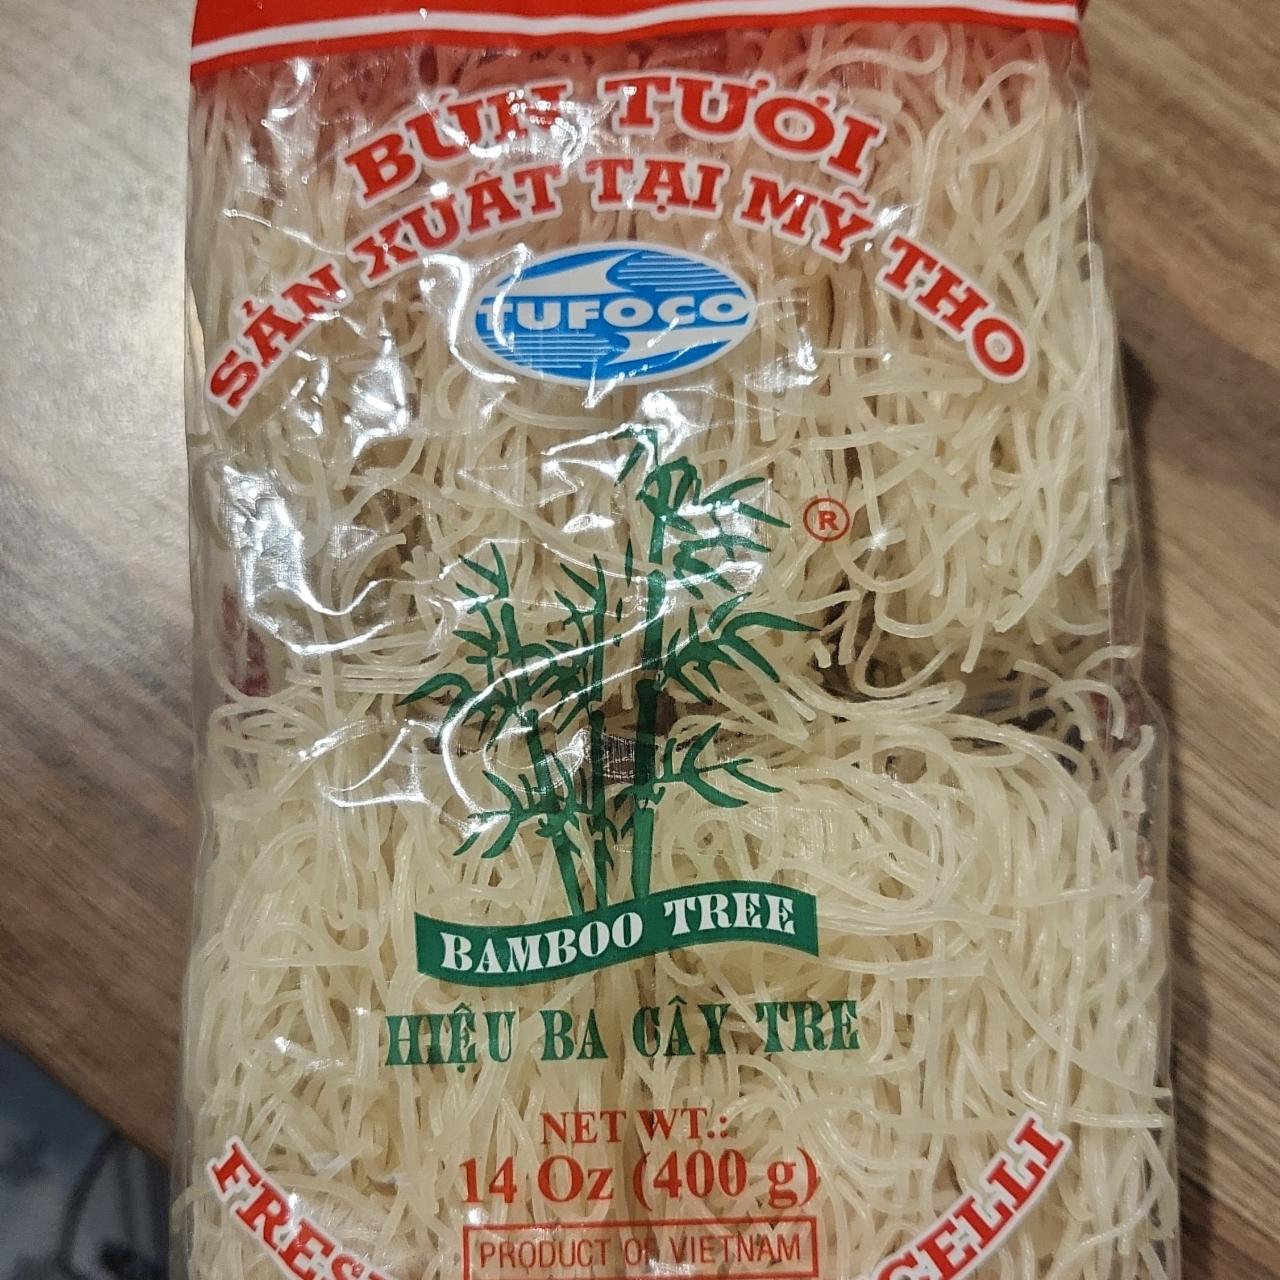 BÚN TƯƠI
SẢN XUẤT TẠI MỸ THO
TUFOCO
®
BAMBOO TREE
HIỆU BA CÂY TRE
NET WT.:
14 Oz (400 g)
PRODUCT OF VIETNAM